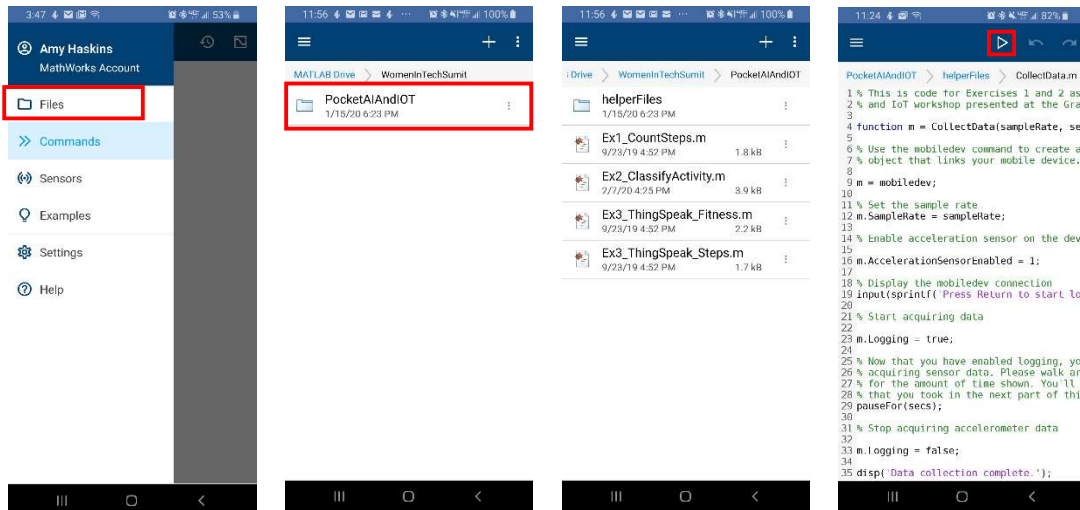 3:47 53%
Amy Haskins
MathWorks Account
Files
Commands
Sensors
Examples
Settings
Help
11:56 100%
MATLAB Drive > WomenInTechSumit
PocketAIAndIOT
1/15/20 6:23 PM
11:56 100%
Drive > WomenInTechSumit > PocketAIAndIOT
helperFiles
1/15/20 6:23 PM
Ex1_CountSteps.m
9/23/19 4:52 PM 1.8 kB
Ex2_ClassifyActivity.m
2/7/20 4:25 PM 3.9 kB
Ex3_ThingSpeak_Fitness.m
9/23/19 4:52 PM 2.2 kB
Ex3_ThingSpeak_Steps.m
9/23/19 4:52 PM 1.7 kB
11:24 82%
PocketAIAndIOT > helperFiles > CollectData.m
1 % This is code for Exercises 1 and 2 as
2 % and IoT workshop presented at the Gra
3
4 function m = CollectData(sampleRate, se
5
6 % Use the mobiledev command to create a
7 % object that links your mobile device.
8
9 m = mobiledev;
10
11 % Set the sample rate
12 m.SampleRate = sampleRate;
13
14 % Enable acceleration sensor on the dev
15
16 m.AccelerationSensorEnabled = 1;
17
18 % Display the mobiledev connection
19 input(sprintf('Press Return to start lo
20
21 % Start acquiring data
22
23 m.Logging = true;
24
25 % Now that you have enabled logging, yo
26 % acquiring sensor data. Please walk ar
27 % for the amount of time shown. You'll
28 % that you took in the next part of thi
29 pauseFor(secs);
30
31 % Stop acquiring accelerometer data
32
33 m.Logging = false;
34
35 disp('Data collection complete.');